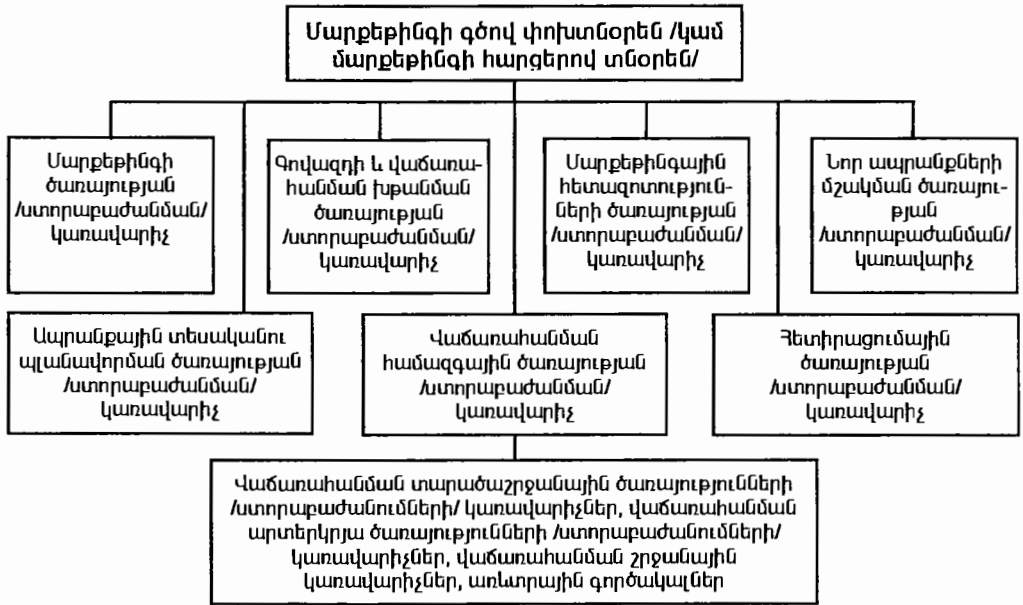 Մարքեթինգի գծով փոխտնօրեն /կամ
մարքեթինգի հարցերով տնօրեն/
Մարքեթինգի
ծառայության
/ստորաբաժանման/
կառավարիչ
Գովազդի և վաճառա-
հանման խթանման
ծառայության
/ստորաբաժանման/
կառավարիչ
Մարքեթինգային
հետազոտություն-
ների ծառայության
/ստորաբաժանման/
կառավարիչ
Նոր ապրանքների
մշակման ծառայու-
թյան
/ստորաբաժանման/
կառավարիչ
Ապրանքային տեսականու
պլանավորման ծառայության
/ստորաբաժանման/
կառավարիչ
Վաճառահանման
համազգային ծառայության
/ստորաբաժանման/
կառավարիչ
Հետիրացումային
ծառայության
/ստորաբաժանման/
կառավարիչ
Վաճառահանման տարածաշրջանային ծառայությունների
/ստորաբաժանումների/ կառավարիչներ, վաճառահանման
արտերկրյա ծառայությունների /ստորաբաժանումների/
կառավարիչներ, վաճառահանման շրջանային
կառավարիչներ, առևտրային գործակալներ